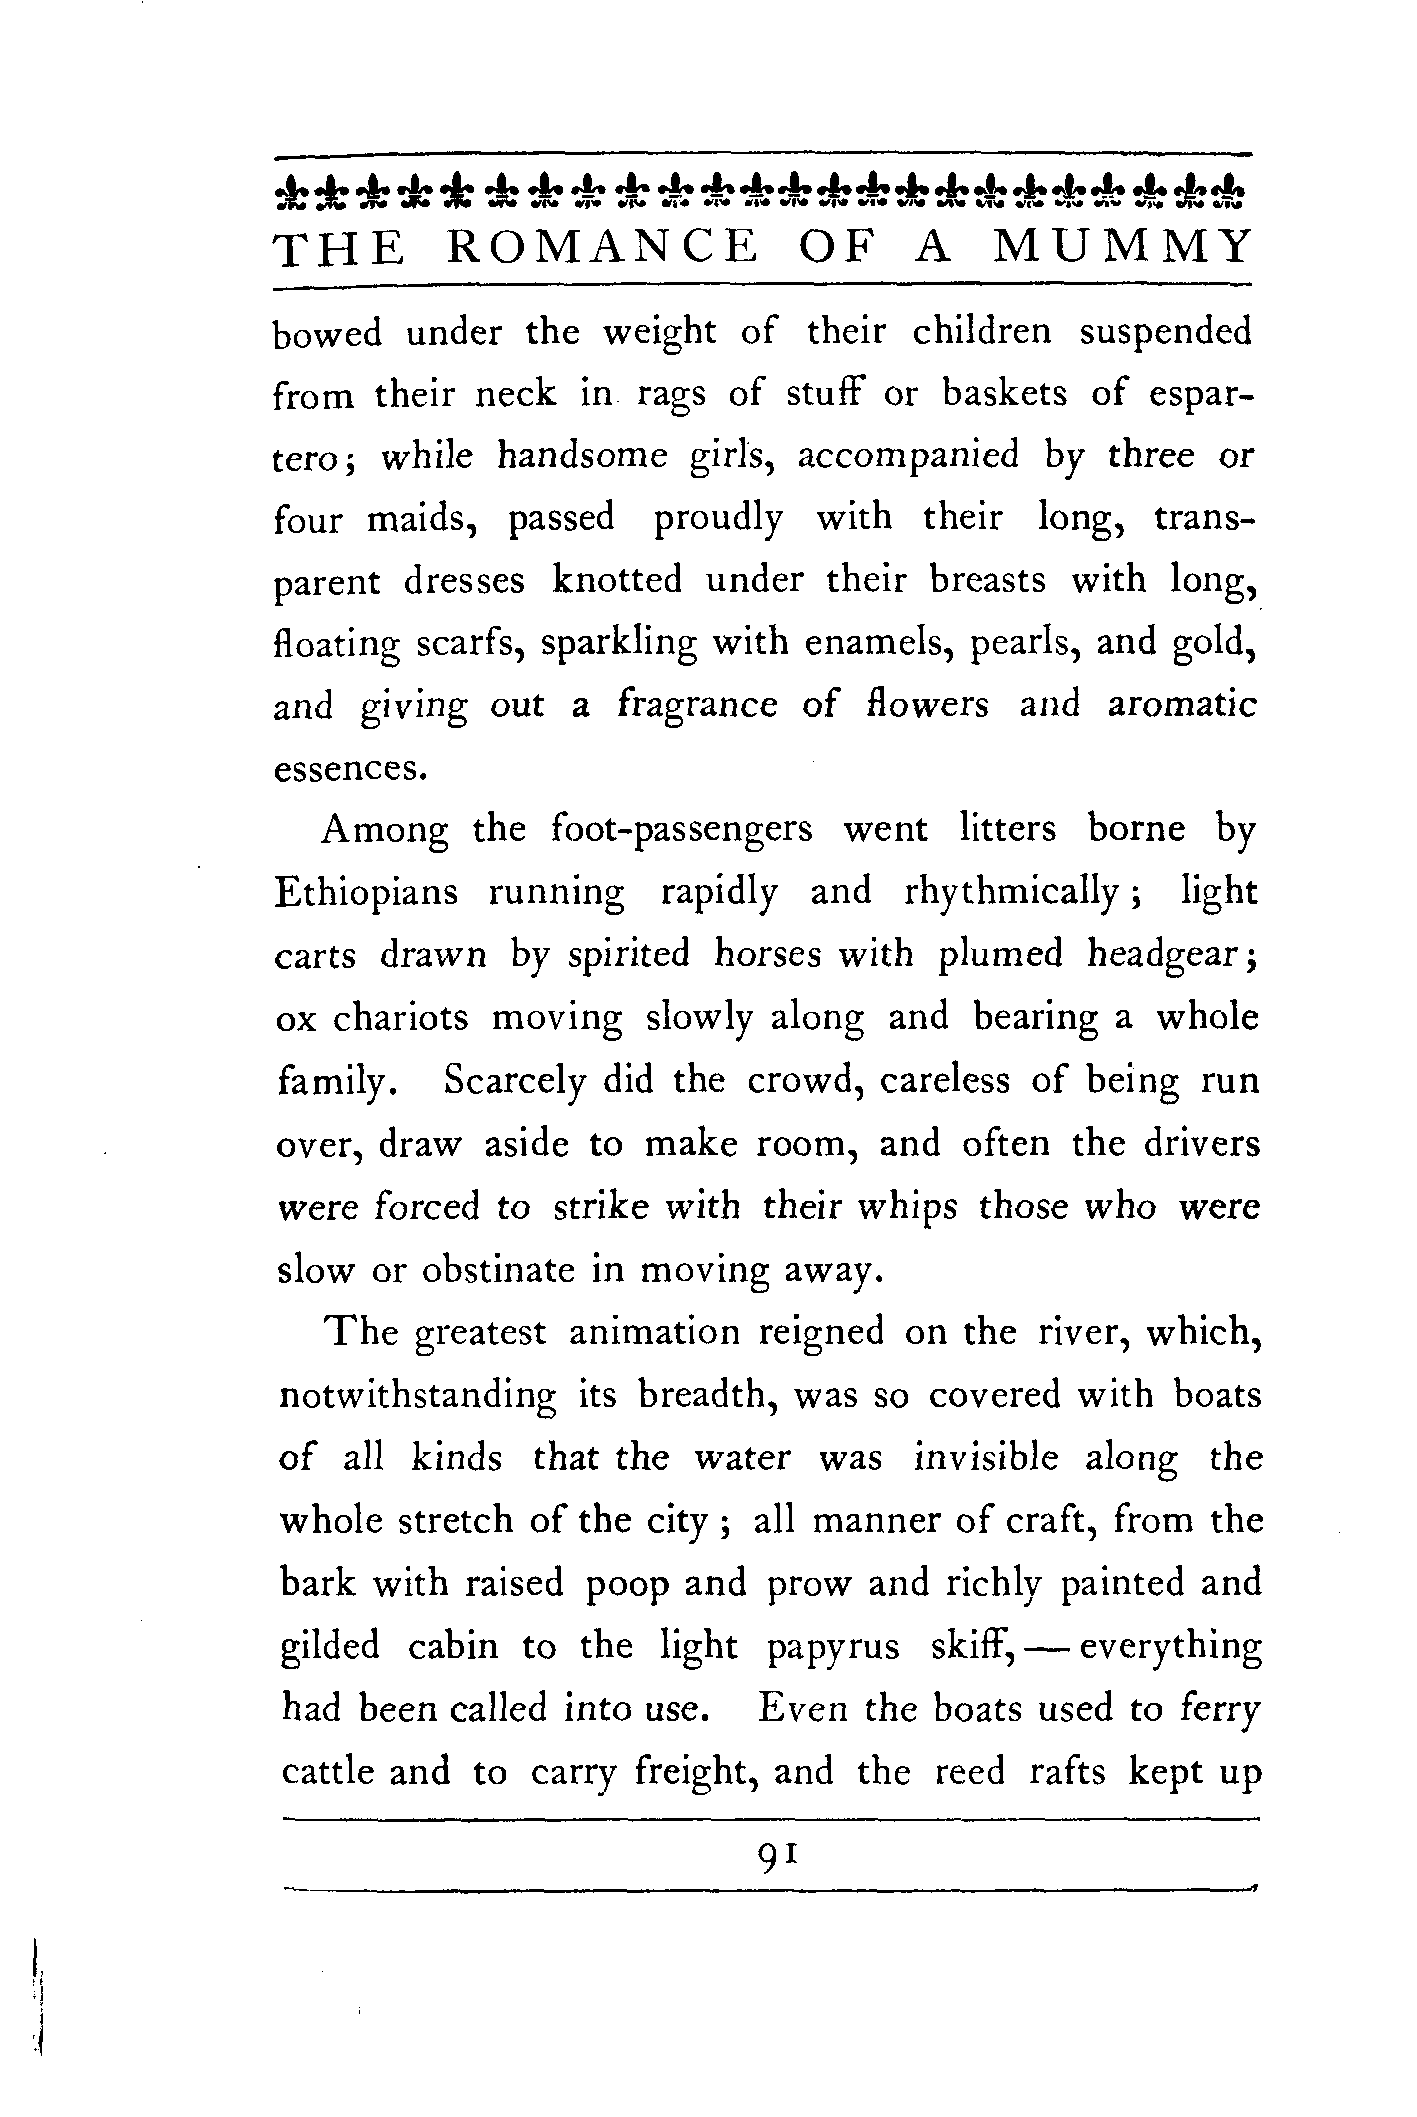 THE ROMANCE OF A MUMMY
bowed under the weight of their children suspended
from their neck in rags of stuff or baskets of espar-
tero; while handsome girls, accompanied by three or
four maids, passed proudly with their long, trans-
parent dresses knotted under their breasts with long,
floating scarfs, sparkling with enamels, pearls, and gold,
and giving out a fragrance of flowers and aromatic
essences.
Among the foot-passengers went litters borne by
Ethiopians running rapidly and rhythmically; light
carts drawn by spirited horses with plumed headgear;
ox chariots moving slowly along and bearing a whole
family. Scarcely did the crowd, careless of being run
over, draw aside to make room, and often the drivers
were forced to strike with their whips those who were
slow or obstinate in moving away.
The greatest animation reigned on the river, which,
notwithstanding its breadth, was so covered with boats
of all kinds that the water was invisible along the
whole stretch of the city; all manner of craft, from the
bark with raised poop and prow and richly painted and
gilded cabin to the light papyrus skiff,—everything
had been called into use. Even the boats used to ferry
cattle and to carry freight, and the reed rafts kept up
91